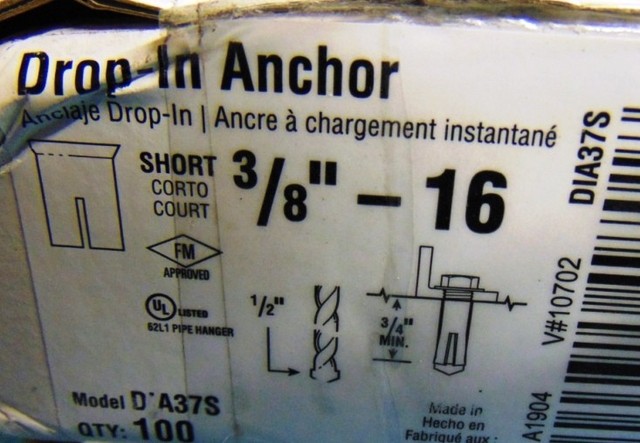 Drop-In Anchor
Anclaje Drop-In | Ancre à chargement instantané
SHORT
CORTO
COURT
3/8" – 16
FM
APPROVED
UL LISTED
62L1 PIPE HANGER
1/2"
3/4"
MIN.
Model D A37S
QTY: 100
Made in
Hecho en
Fabriqué aux :
DIA37S
V#10702
A1904